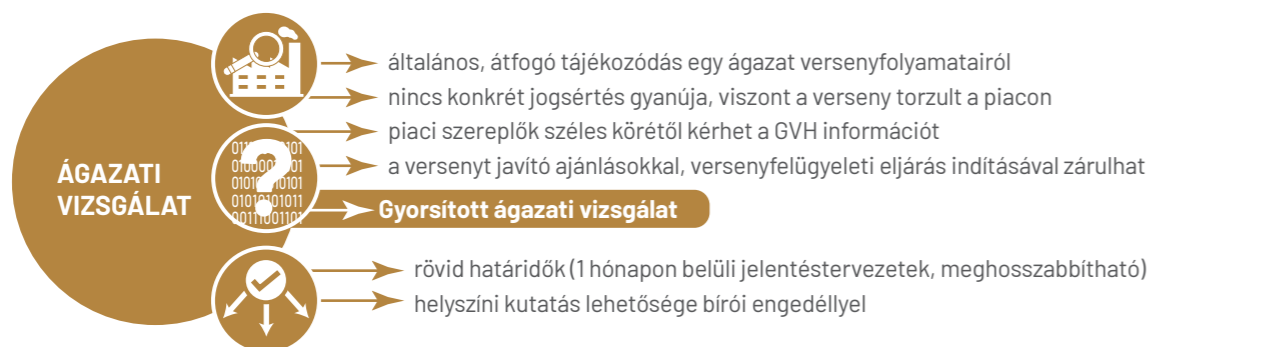 ÁGAZATI
VIZSGÁLAT
általános, átfogó tájékozódás egy ágazat versenyfolyamatairól
nincs konkrét jogsértés gyanúja, viszont a verseny torzult a piacon
piaci szereplők széles körétől kérhet a GVH információt
a versenyt javító ajánlásokkal, versenyfelügyeleti eljárás indításával zárulhat
?
Gyorsított ágazati vizsgálat
rövid határidők (1 hónapon belüli jelentéstervezetek, meghosszabbítható)
helyszíni kutatás lehetősége bírói engedéllyel